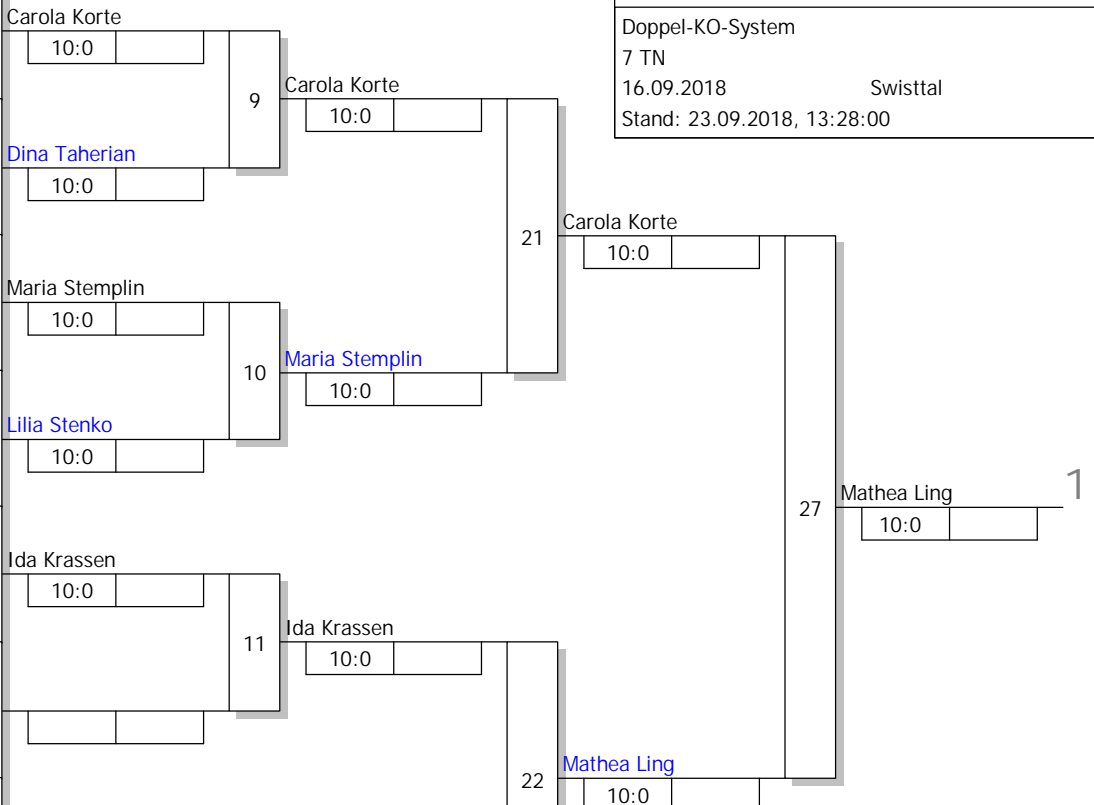 Carola Korte
10:0
9
Dina Taherian
10:0
Carola Korte
10:0
Doppel-KO-System
7 TN
16.09.2018 Swisttal
Stand: 23.09.2018, 13:28:00
Maria Stemplin
10:0
10
Lilia Stenko
10:0
Maria Stemplin
10:0
21
Carola Korte
10:0
Ida Krassen
10:0
11
Ida Krassen
10:0
22
Mathea Ling
10:0
27
Mathea Ling
10:0
1